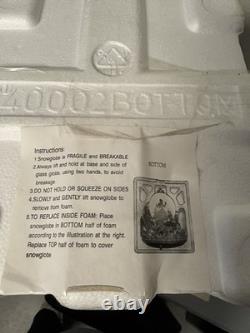 40002BOTTOM
Instructions:
1.Snowglobe is FRAGILE and BREAKABLE
2.Always lift and hold at base and side of
glass globe, using two hands, to avoid
breakage
3.DO NOT HOLD OR SQUEEZE ON SIDES
4.SLOWLY and GENTLY lift snowglobe to
remove from foam.
5.TO REPLACE INSIDE FOAM: Place
snowglobe in BOTTOM half of foam
according to the illustration at the right.
Replace TOP half of foam to cover
snowglobe
BOTTOM